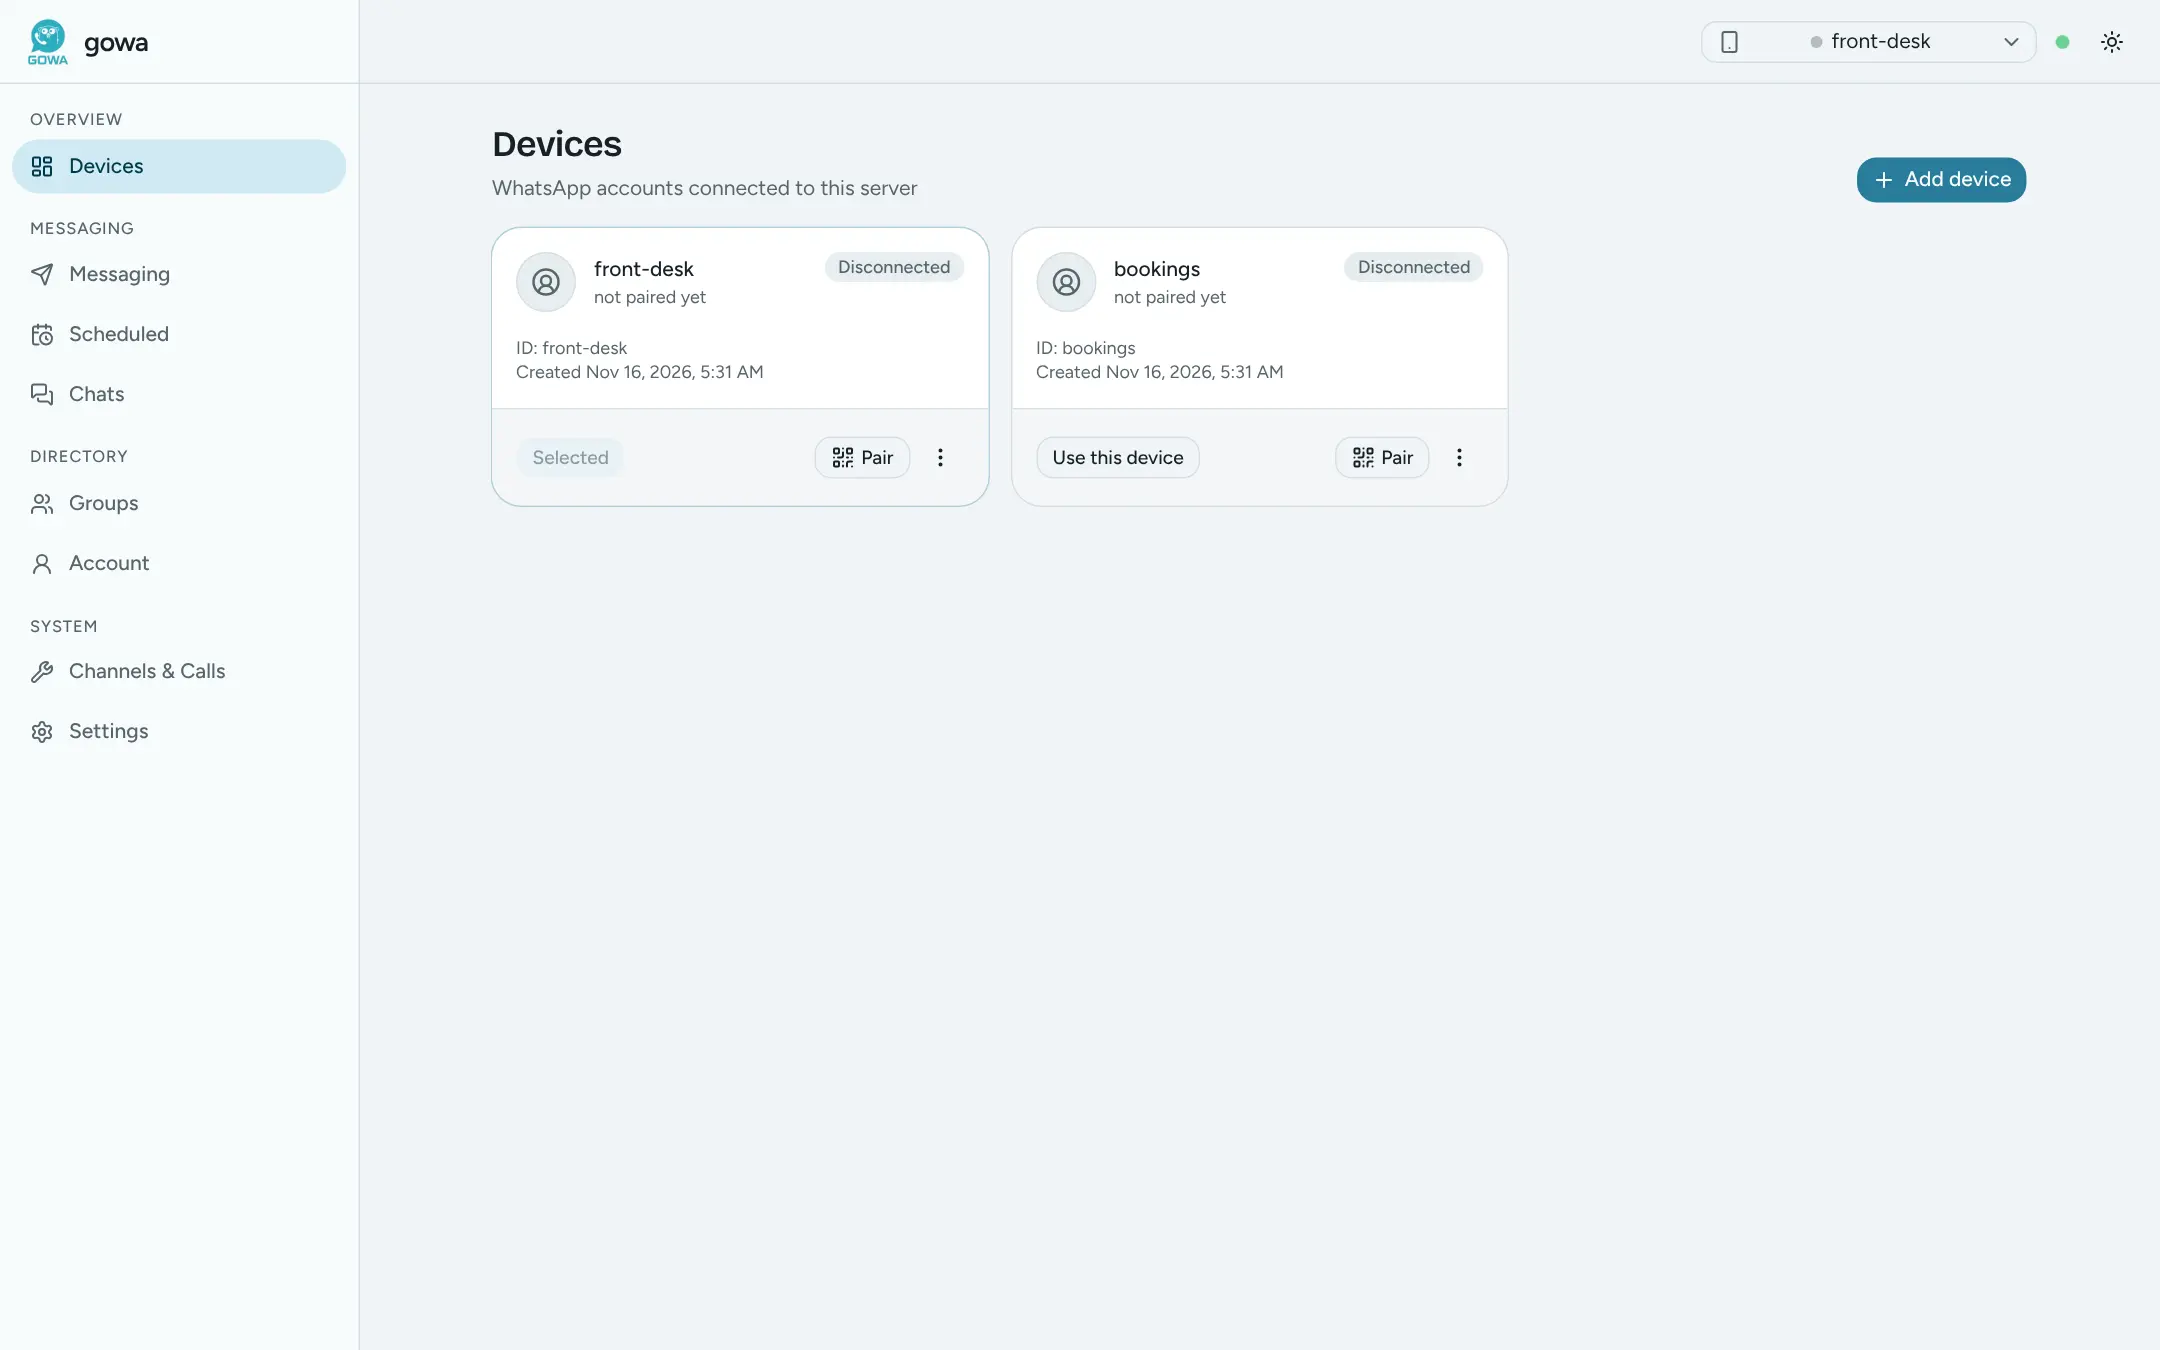 GOWA
gowa
front-desk
OVERVIEW
Devices
MESSAGING
Messaging
Scheduled
Chats
DIRECTORY
Groups
Account
SYSTEM
Channels & Calls
Settings
Devices
WhatsApp accounts connected to this server
Add device
front-desk
Disconnected
not paired yet
ID: front-desk
Created Nov 16, 2026, 5:31 AM
Selected
Pair
bookings
Disconnected
not paired yet
ID: bookings
Created Nov 16, 2026, 5:31 AM
Use this device
Pair